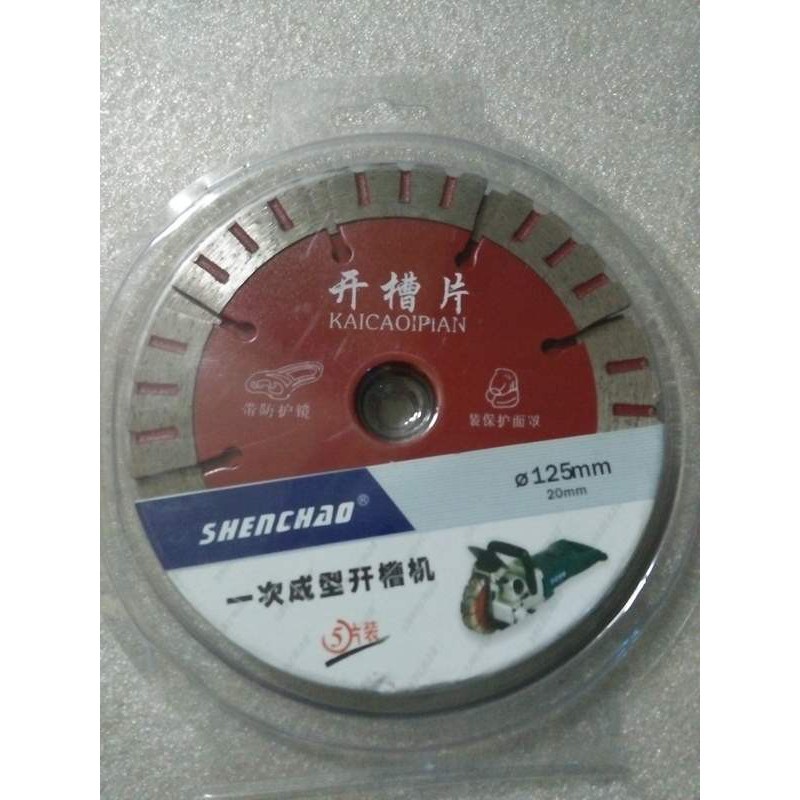 开槽片
KAICAOIPIAN
带防护镜
装保护面罩
ø125mm
20mm
SHENCHAO®
一次成型开槽机
5片装